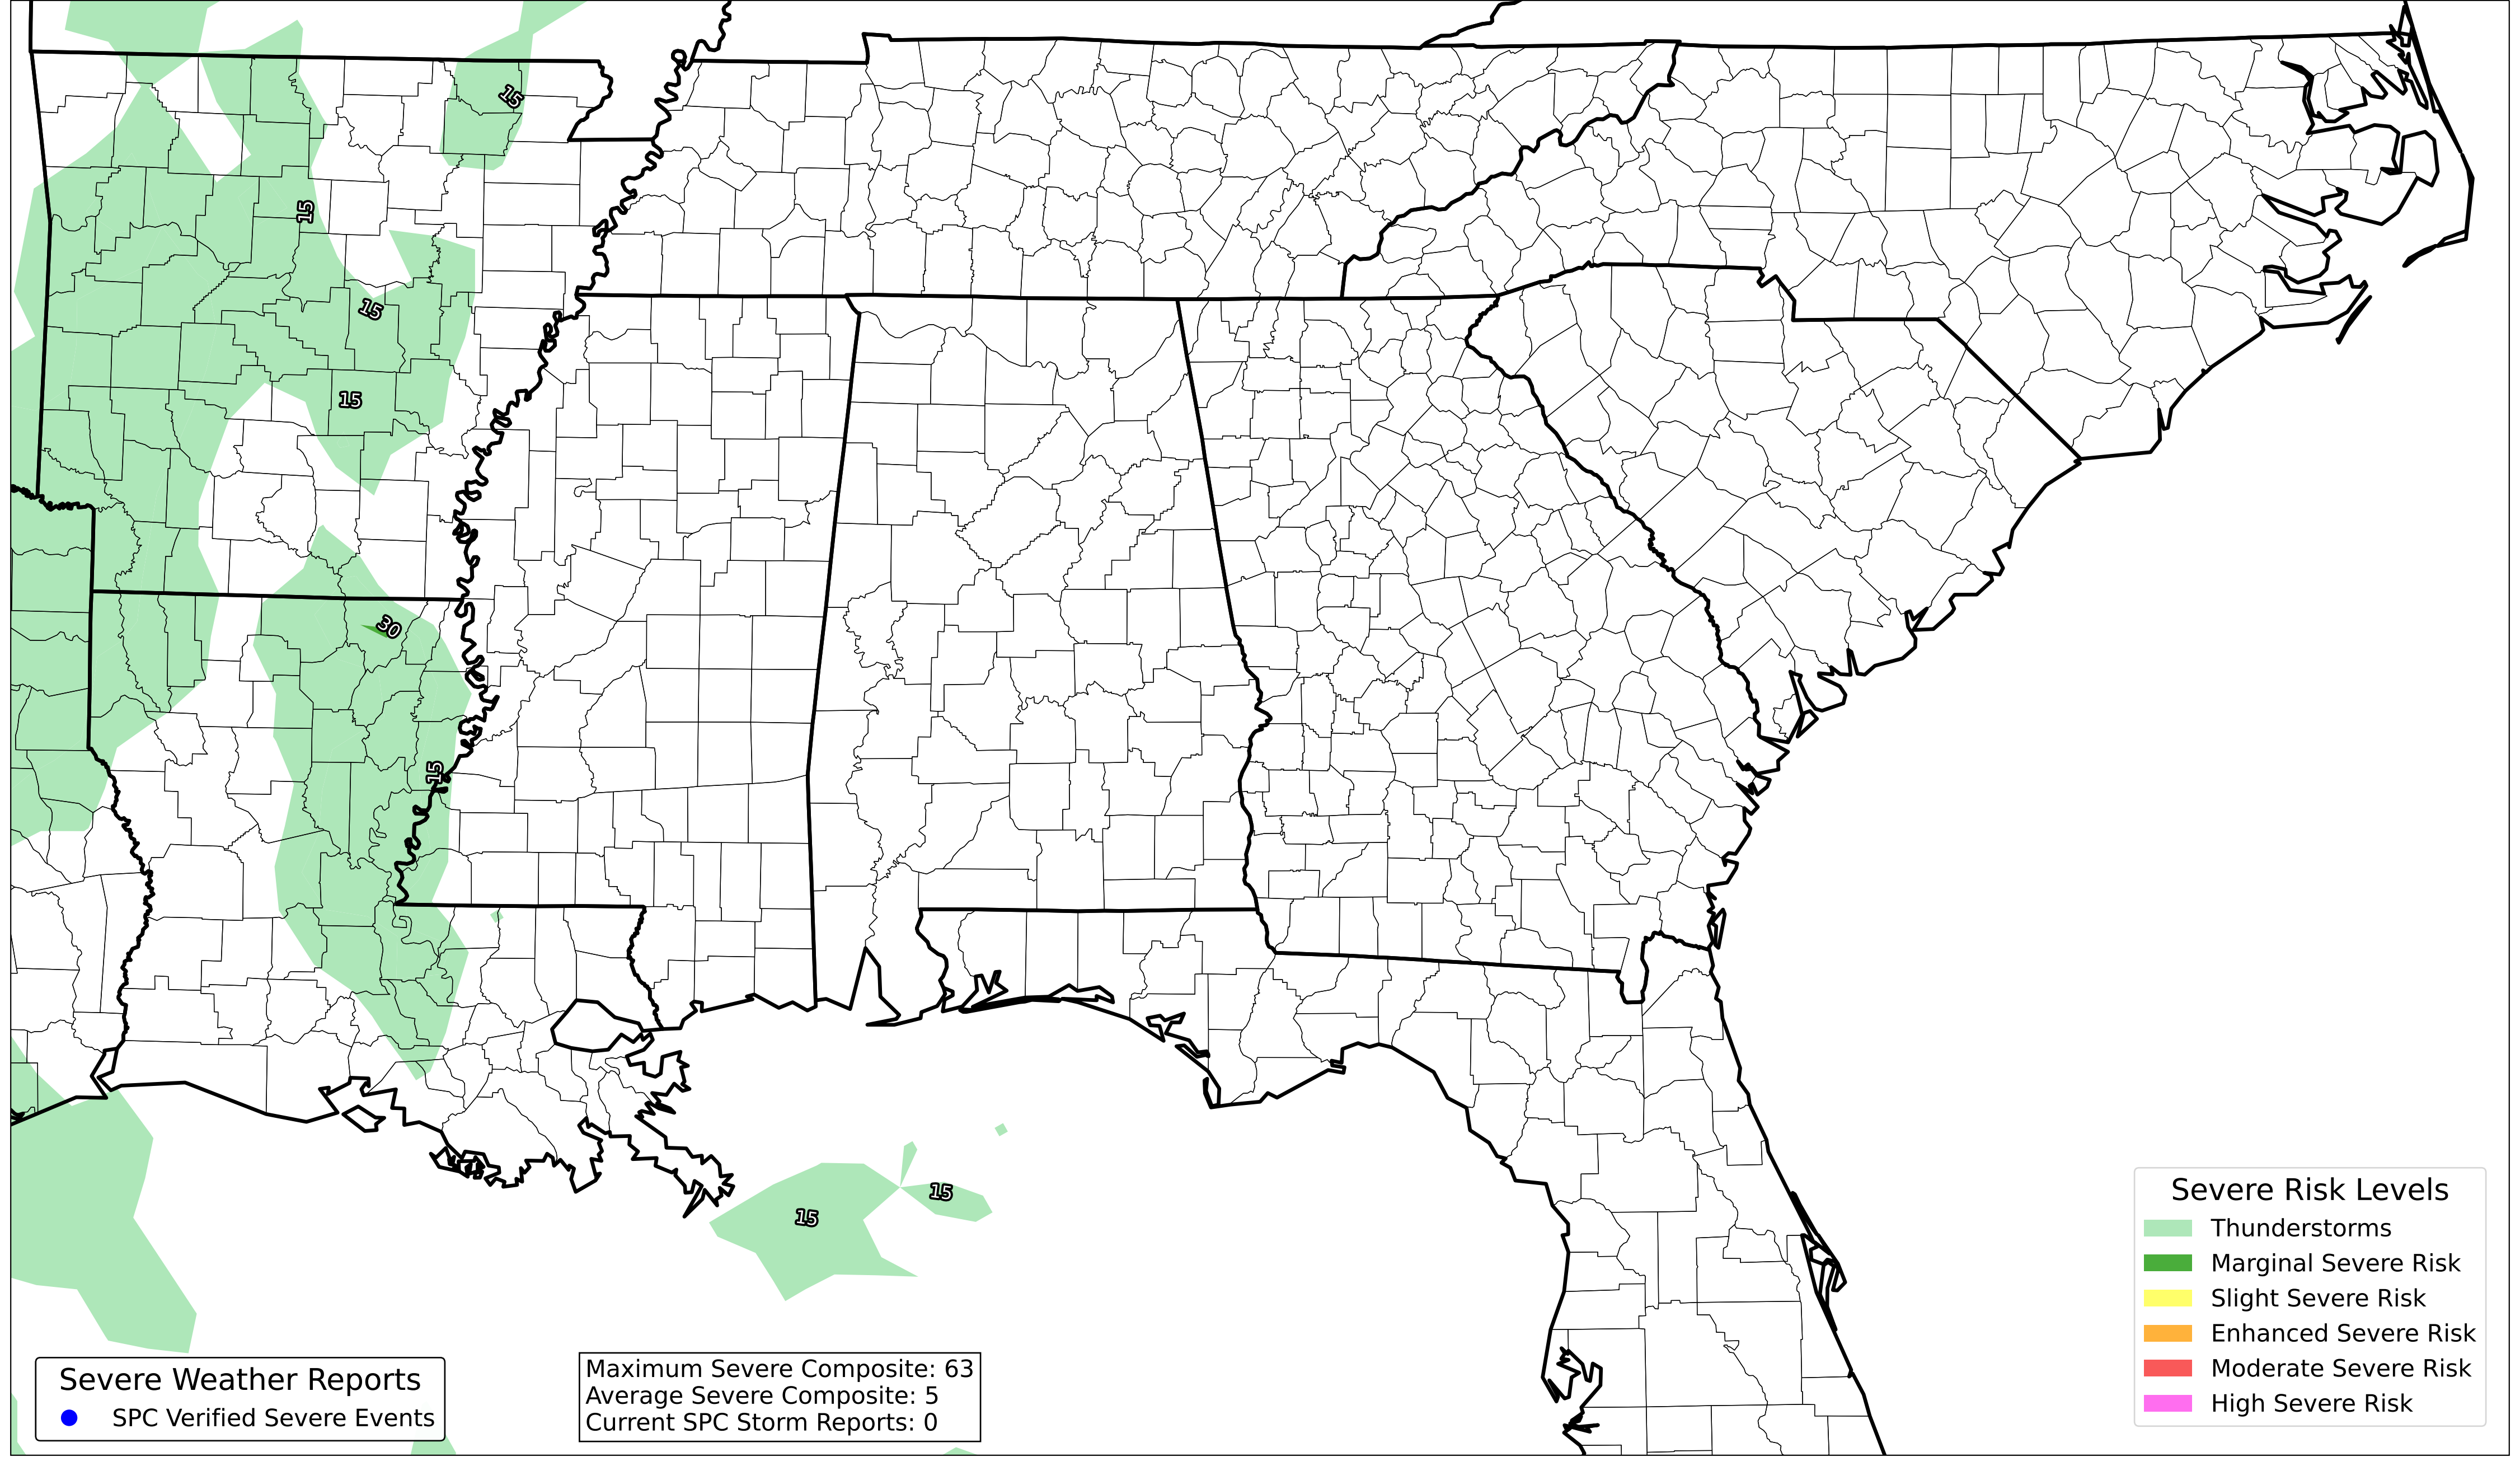 15
15
15
15
30
15
15
15
Severe Risk Levels
Thunderstorms
Marginal Severe Risk
Slight Severe Risk
Enhanced Severe Risk
Moderate Severe Risk
High Severe Risk
Severe Weather Reports
SPC Verified Severe Events
Maximum Severe Composite: 63
Average Severe Composite: 5
Current SPC Storm Reports: 0